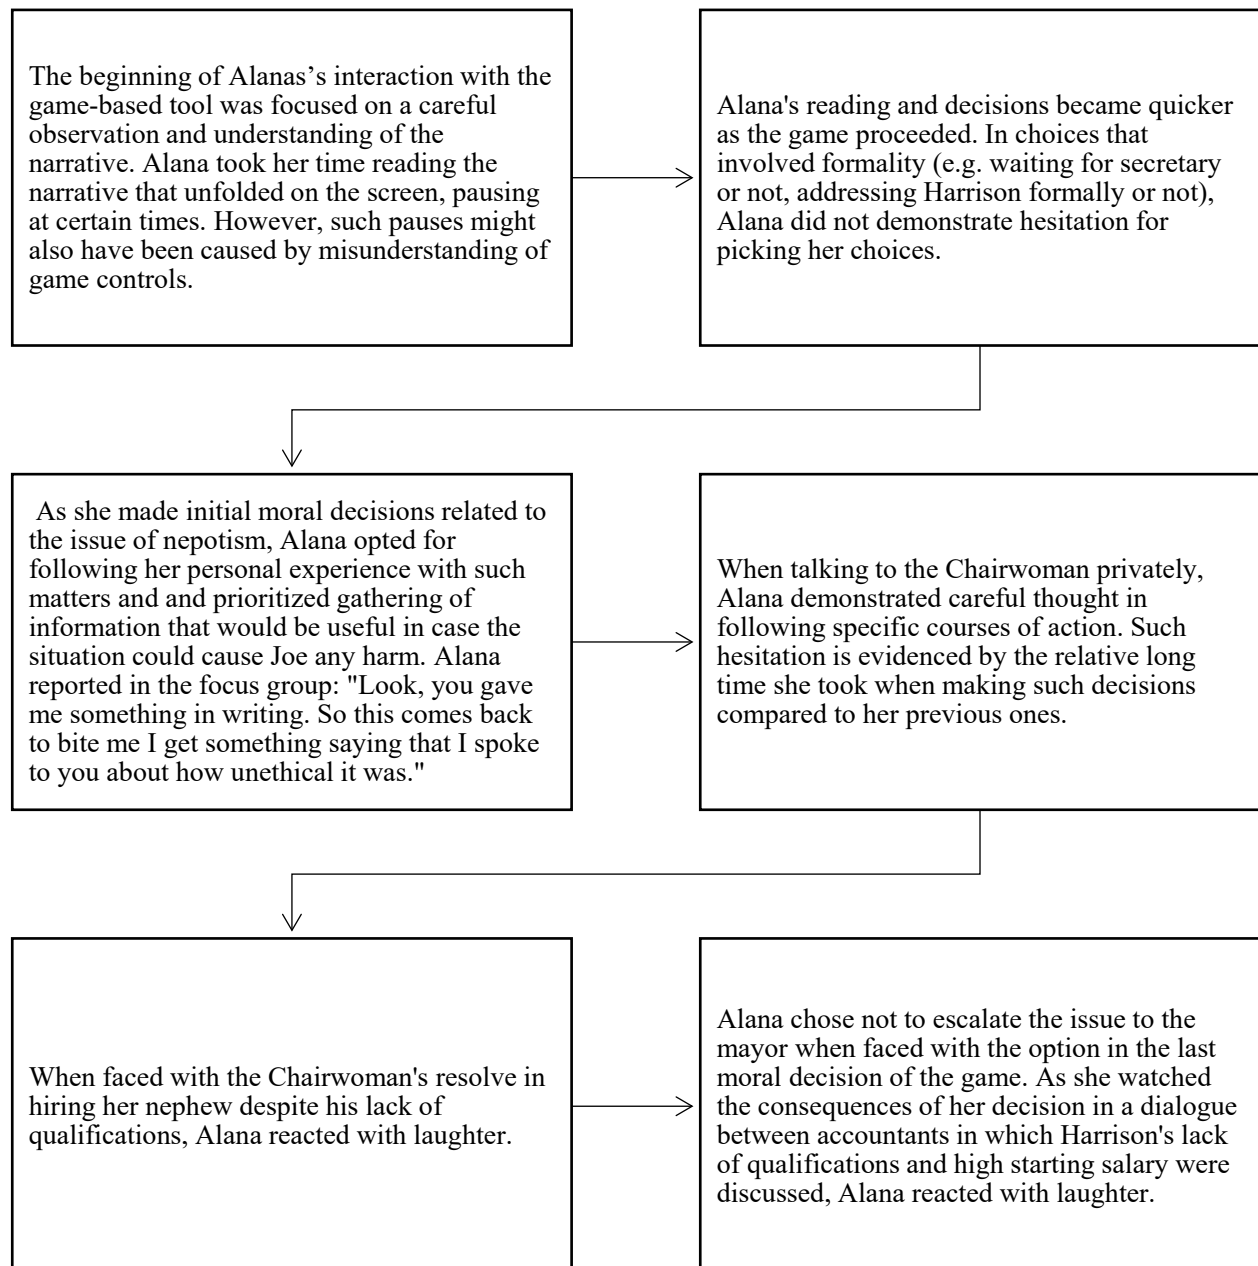 The beginning of Alanas’s interaction with the
game-based tool was focused on a careful
observation and understanding of the
narrative. Alana took her time reading the
narrative that unfolded on the screen, pausing
at certain times. However, such pauses might
also have been caused by misunderstanding of
game controls.
Alana's reading and decisions became quicker
as the game proceeded. In choices that
involved formality (e.g. waiting for secretary
or not, addressing Harrison formally or not),
Alana did not demonstrate hesitation for
picking her choices.
As she made initial moral decisions related to
the issue of nepotism, Alana opted for
following her personal experience with such
matters and and prioritized gathering of
information that would be useful in case the
situation could cause Joe any harm. Alana
reported in the focus group: "Look, you gave
me something in writing. So this comes back
to bite me I get something saying that I spoke
to you about how unethical it was."
When talking to the Chairwoman privately,
Alana demonstrated careful thought in
following specific courses of action. Such
hesitation is evidenced by the relative long
time she took when making such decisions
compared to her previous ones.
When faced with the Chairwoman's resolve in
hiring her nephew despite his lack of
qualifications, Alana reacted with laughter.
Alana chose not to escalate the issue to the
mayor when faced with the option in the last
moral decision of the game. As she watched
the consequences of her decision in a dialogue
between accountants in which Harrison's lack
of qualifications and high starting salary were
discussed, Alana reacted with laughter.